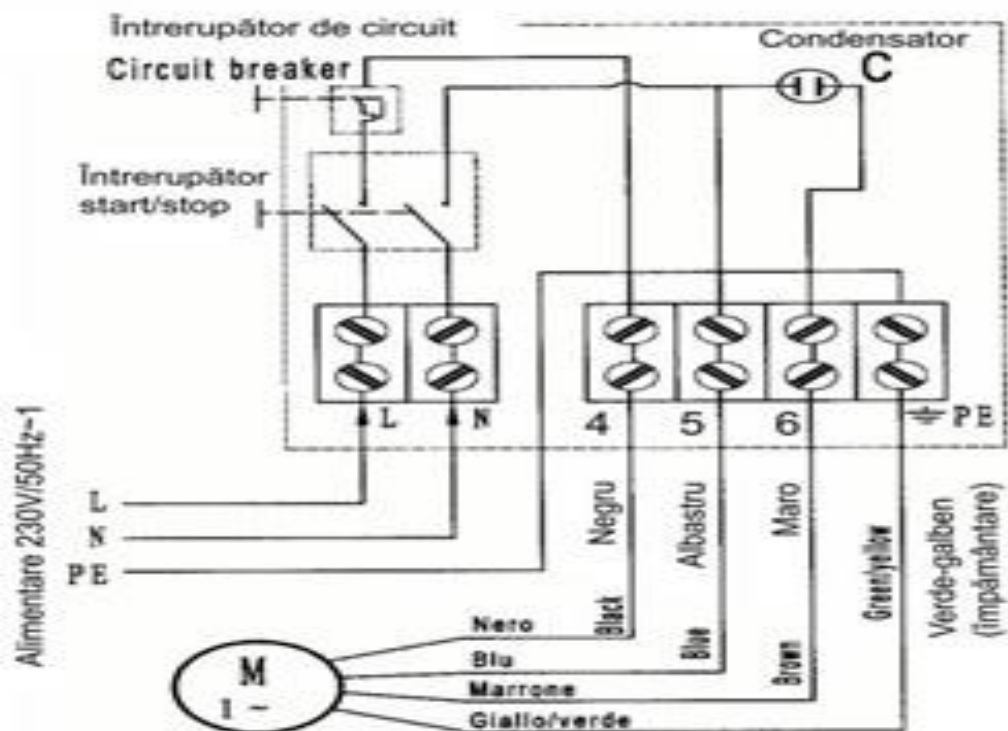 Întrerupător de circuit
Circuit breaker
Condensator
C
Întrerupător
start/stop
L
N
4
5
6
PE
Alimentare 230V/50Hz~1
L
N
PE
Negru
Albastru
Maro
Verde-galben
(împământare)
Black
Blue
Brown
Green/yellow
Nero
Blu
Marrone
Giallo/verde
M
1 ~